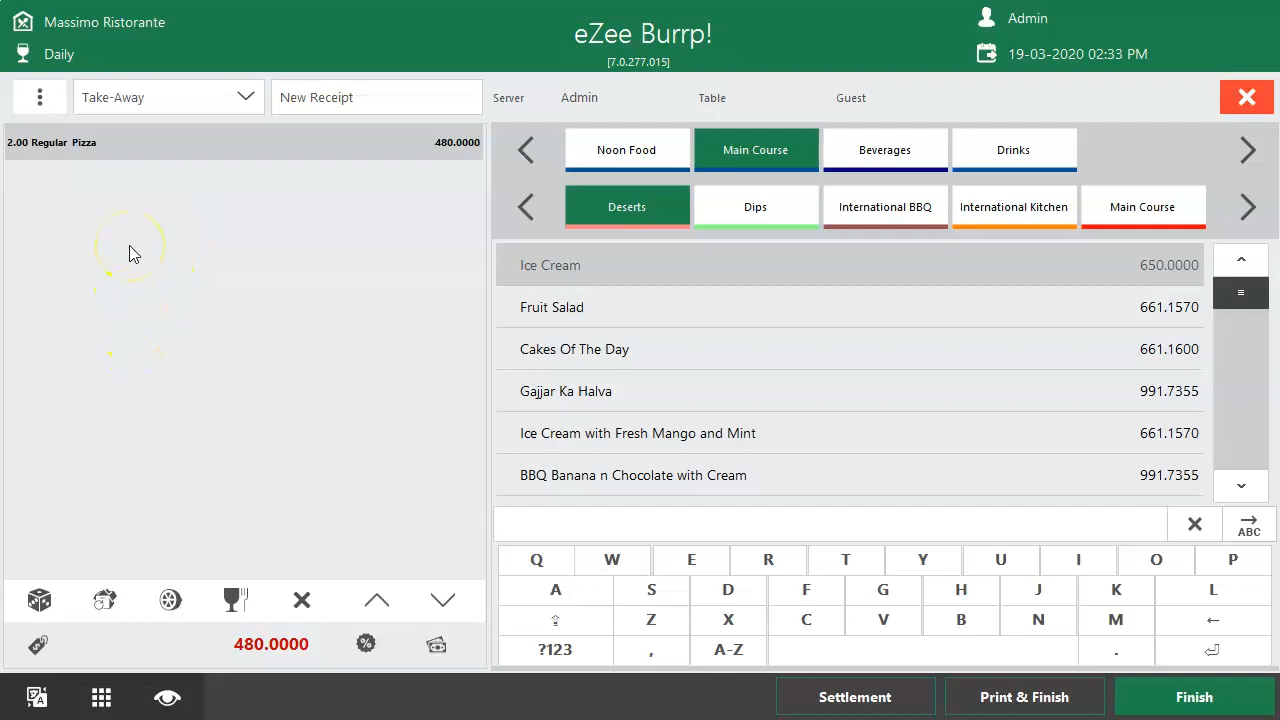 Massimo Ristorante
Daily
eZee Burrp!
[7.0.277.015]
Admin
19-03-2020 02:33 PM
Take-Away
New Receipt
Server Admin Table Guest
2.00 Regular Pizza 480.0000
Noon Food Main Course Beverages Drinks
Deserts Dips International BBQ International Kitchen Main Course
Ice Cream 650.0000
Fruit Salad 661.1570
Cakes Of The Day 661.1600
Gajjar Ka Halva 991.7355
Ice Cream with Fresh Mango and Mint 661.1570
BBQ Banana n Chocolate with Cream 991.7355
ABC
Q W E R T Y U I O P
A S D F G H J K L
Z X C V B N M
?123 , A-Z .
480.0000
Settlement Print & Finish Finish